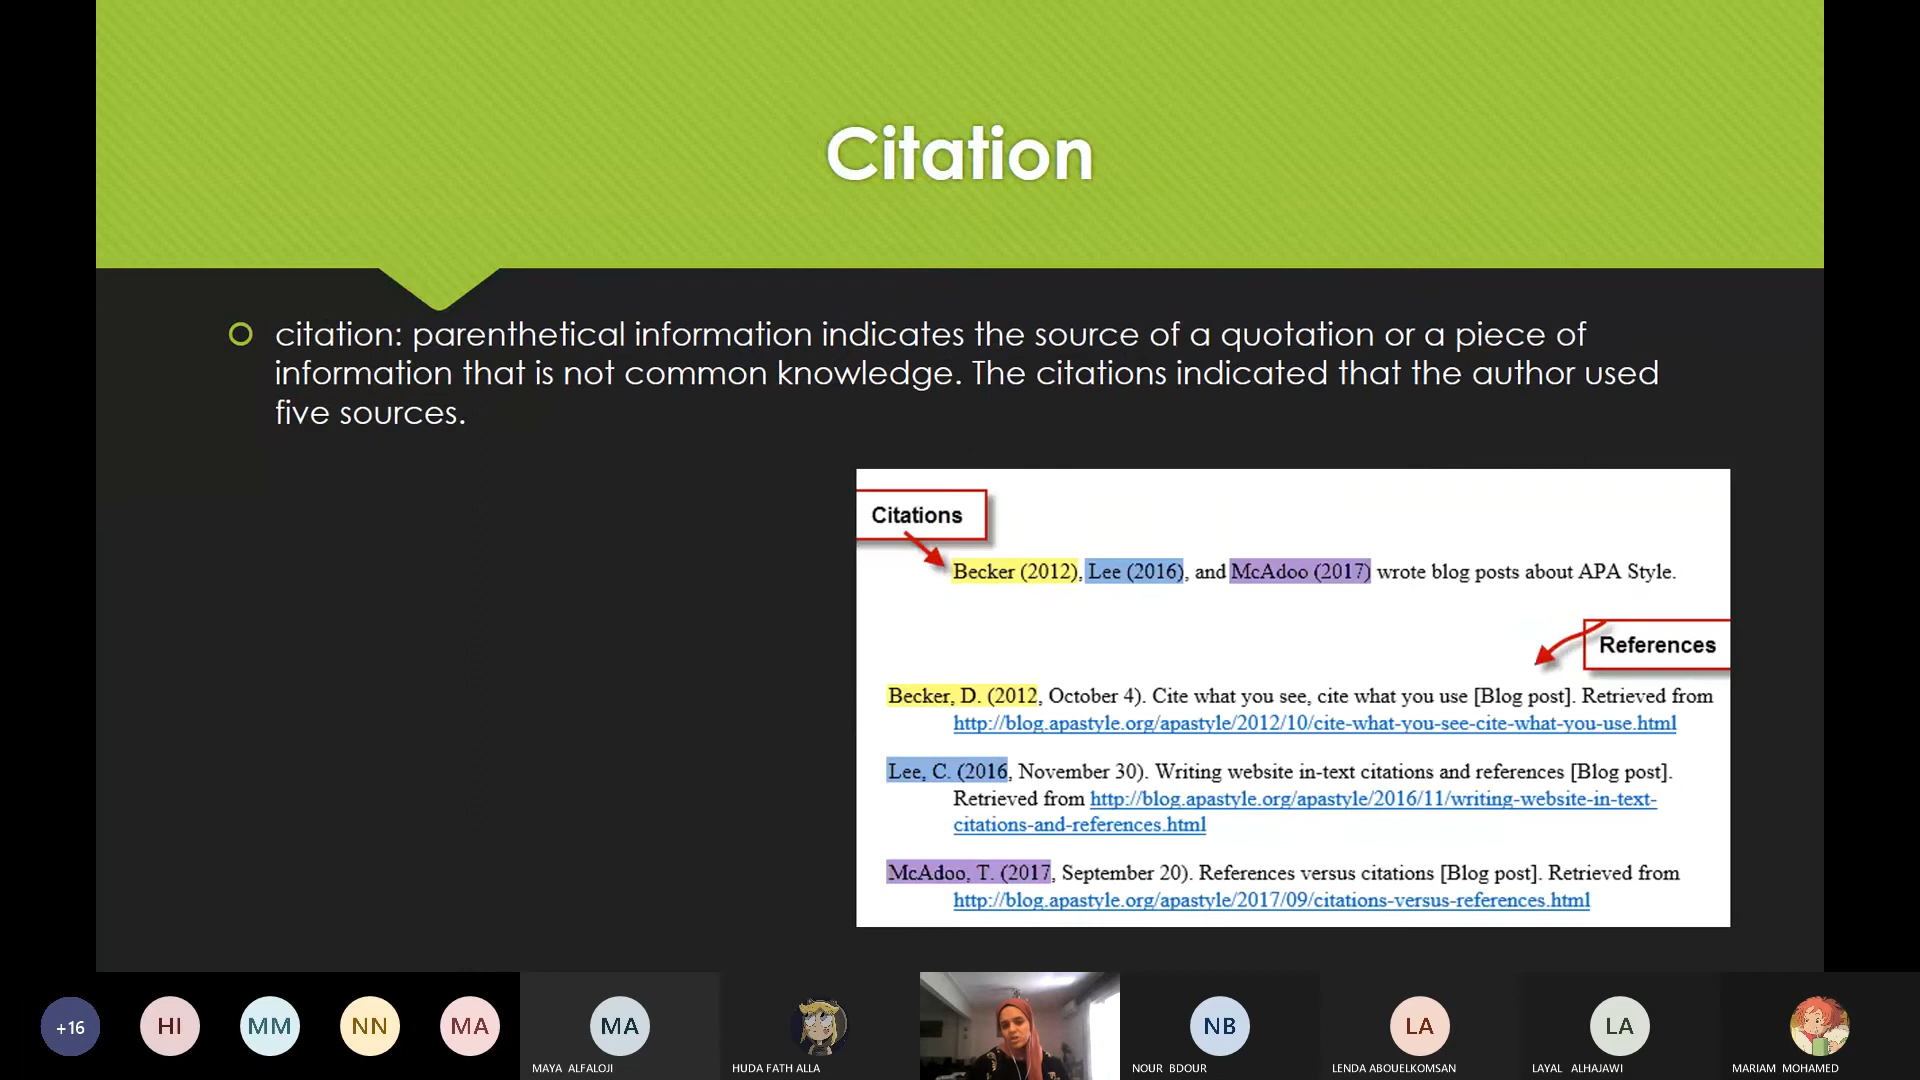 Citation
citation: parenthetical information indicates the source of a quotation or a piece of
information that is not common knowledge. The citations indicated that the author used
five sources.
Citations
Becker (2012), Lee (2016), and McAdoo (2017) wrote blog posts about APA Style.
References
Becker, D. (2012, October 4). Cite what you see, cite what you use [Blog post]. Retrieved from
http://blog.apastyle.org/apastyle/2012/10/cite-what-you-see-cite-what-you-use.html
Lee, C. (2016, November 30). Writing website in-text citations and references [Blog post].
Retrieved from http://blog.apastyle.org/apastyle/2016/11/writing-website-in-text-
citations-and-references.html
McAdoo, T. (2017, September 20). References versus citations [Blog post]. Retrieved from
http://blog.apastyle.org/apastyle/2017/09/citations-versus-references.html
+16 HI MM NN MA MA NB LA LA
MAYA ALFALOJI HUDA FATH ALLA NOUR BDOUR LENDA ABOUELKOMSAN LAYAL ALHAJAWI MARIAM MOHAMED